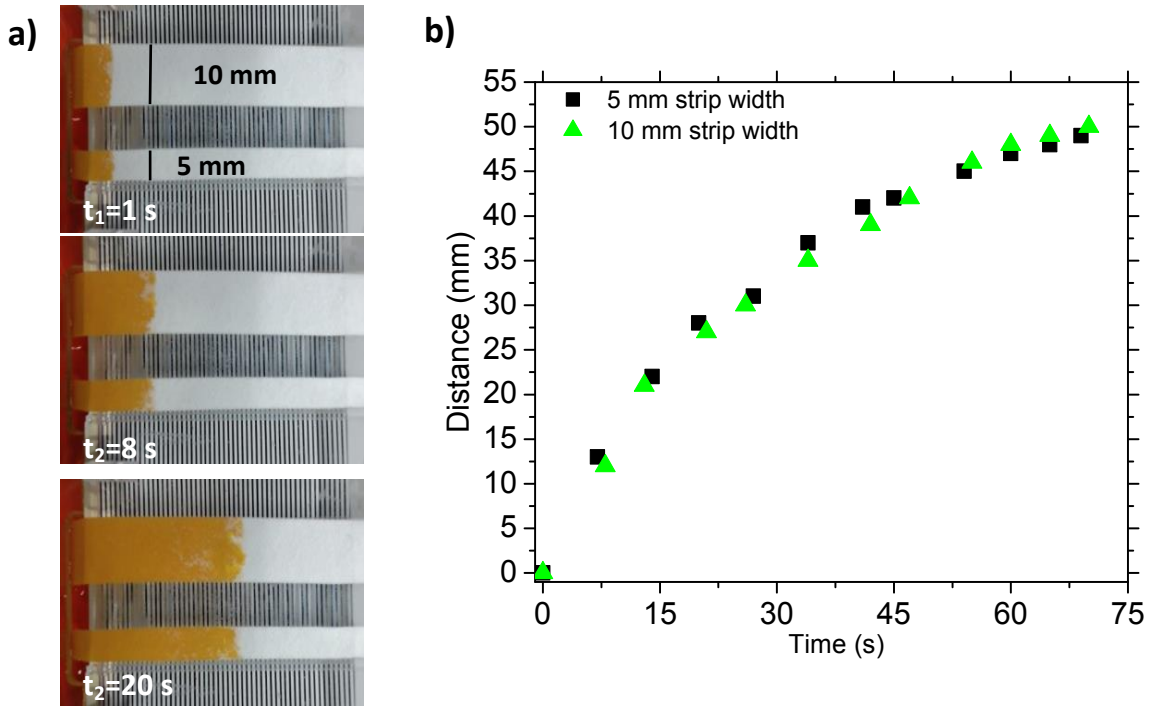 a)
10 mm
5 mm
t₁=1 s
t₂=8 s
t₂=20 s
b)
5 mm strip width
10 mm strip width
55
50
45
40
35
30
25
20
15
10
5
0
Distance (mm)
0 15 30 45 60 75
Time (s)